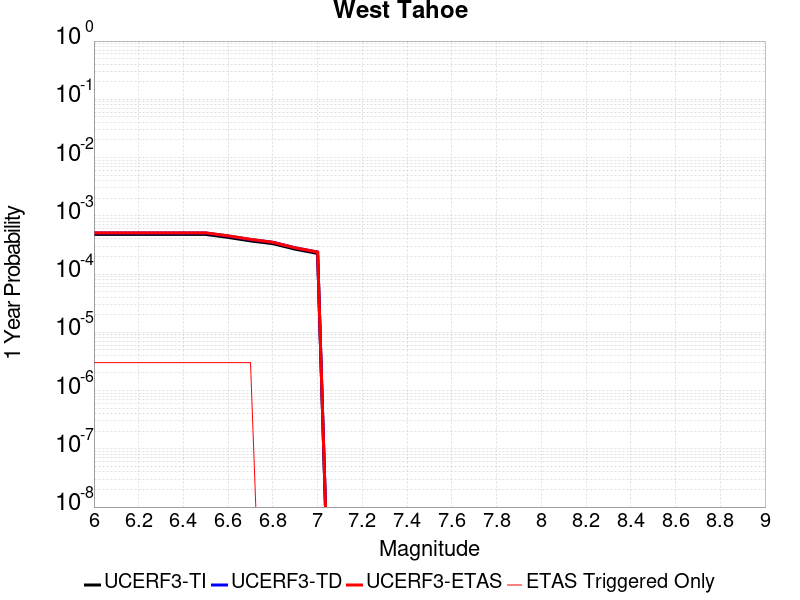 West Tahoe
10^0
10^-1
10^-2
10^-3
10^-4
10^-5
10^-6
10^-7
10^-8
1 Year Probability
6 6.2 6.4 6.6 6.8 7 7.2 7.4 7.6 7.8 8 8.2 8.4 8.6 8.8 9
Magnitude
UCERF3-TI UCERF3-TD UCERF3-ETAS ETAS Triggered Only